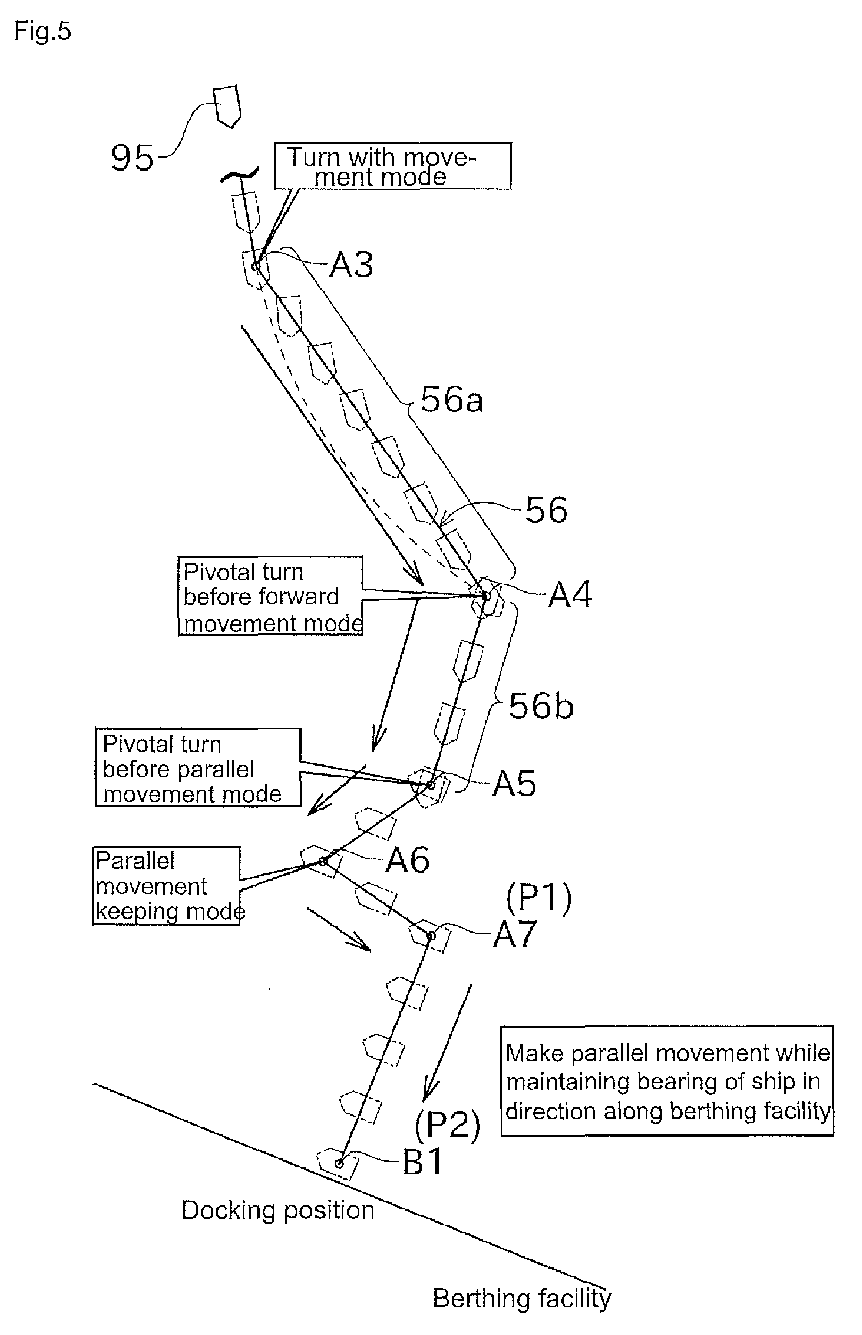 Fig.5
95
Turn with move-
ment mode
A3
56a
56
Pivotal turn
before forward
movement mode
A4
56b
Pivotal turn
before parallel
movement mode
A5
A6
Parallel
movement
keeping mode
(P1)
A7
Make parallel movement while
maintaining bearing of ship in
direction along berthing facility
(P2)
B1
Docking position
Berthing facility